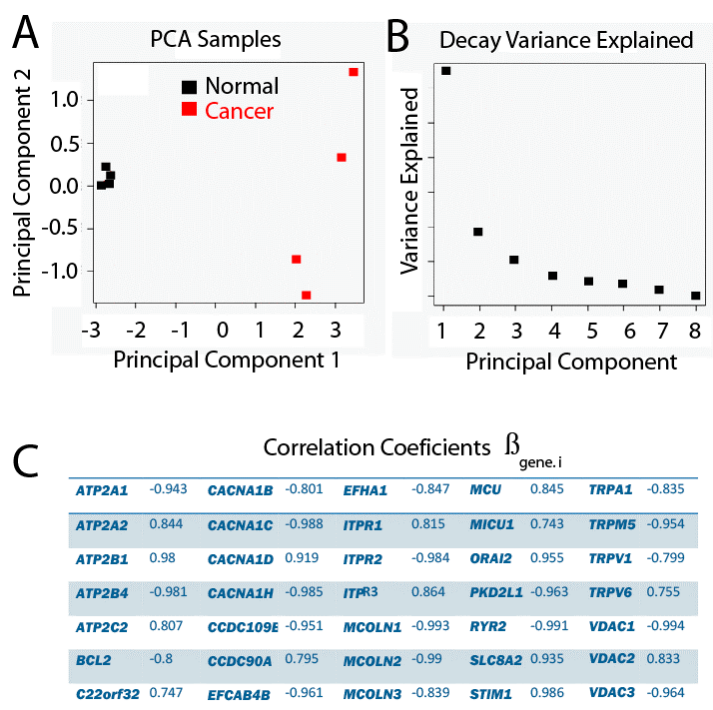 A
PCA Samples
Principal Component 2
1.0
0.5
0.0
-0.5
-1.0
Normal
Cancer
-3 -2 -1 0 1 2 3
Principal Component 1
B
Decay Variance Explained
Variance Explained
1 2 3 4 5 6 7 8
Principal Component
C
Correlation Coeficients ß gene.i
ATP2A1 -0.943 CACNA1B -0.801 EFHA1 -0.847 MCU 0.845 TRPA1 -0.835
ATP2A2 0.844 CACNA1C -0.988 ITPR1 0.815 MICU1 0.743 TRPM5 -0.954
ATP2B1 0.98 CACNA1D 0.919 ITPR2 -0.984 ORAI2 0.955 TRPV1 -0.799
ATP2B4 -0.981 CACNA1H -0.985 ITPR3 0.864 PKD2L1 -0.963 TRPV6 0.755
ATP2C2 0.807 CCDC109E -0.951 MCOLN1 -0.993 RYR2 -0.991 VDAC1 -0.994
BCL2 -0.8 CCDC90A 0.795 MCOLN2 -0.99 SLC8A2 0.935 VDAC2 0.833
C22orf32 0.747 EFCAB4B -0.961 MCOLN3 -0.839 STIM1 0.986 VDAC3 -0.964